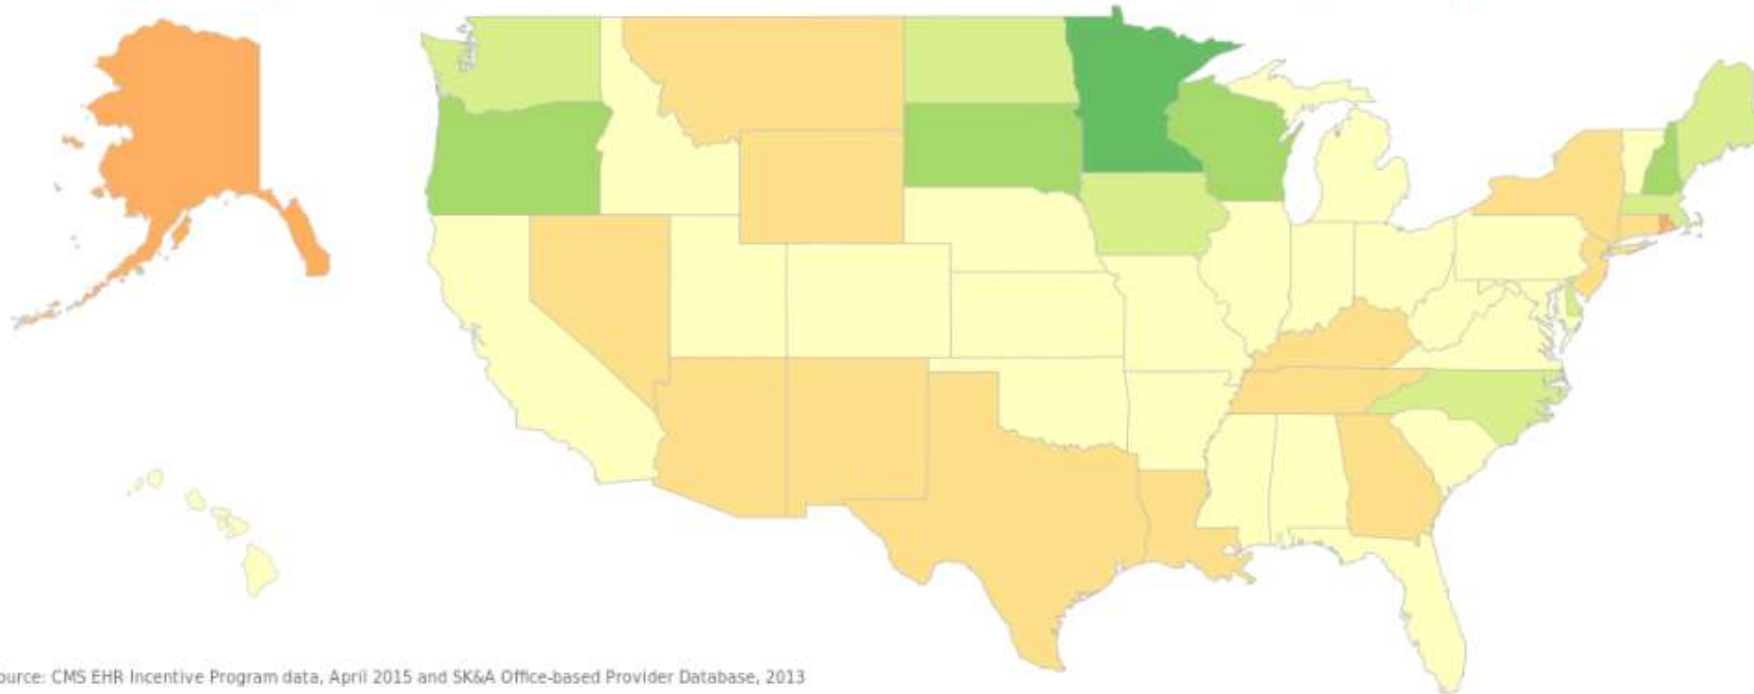 ource: CMS EHR Incentive Program data, April 2015 and SK&A Office-based Provider Database, 2013